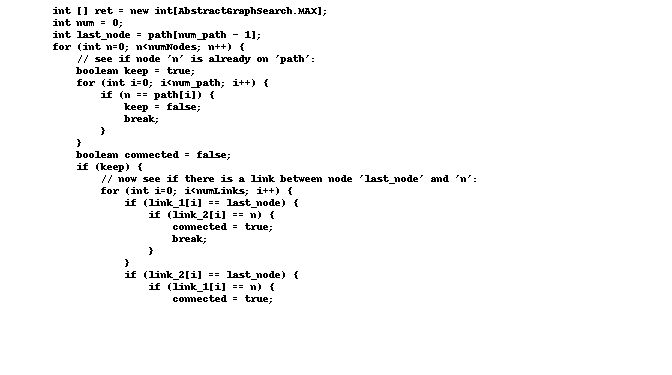 int [] ret = new int[AbstractGraphSearch.MAX];
int num = 0;
int last_node = path[num_path - 1];
for (int n=0; n<numNodes; n++) {
// see if node 'n' is already on 'path':
boolean keep = true;
for (int i=0; i<num_path; i++) {
if (n == path[i]) {
keep = false;
break;
}
}
boolean connected = false;
if (keep) {
// now see if there is a link between node 'last_node' and 'n':
for (int i=0; i<numLinks; i++) {
if (link_1[i] == last_node) {
if (link_2[i] == n) {
connected = true;
break;
}
}
if (link_2[i] == last_node) {
if (link_1[i] == n) {
connected = true;